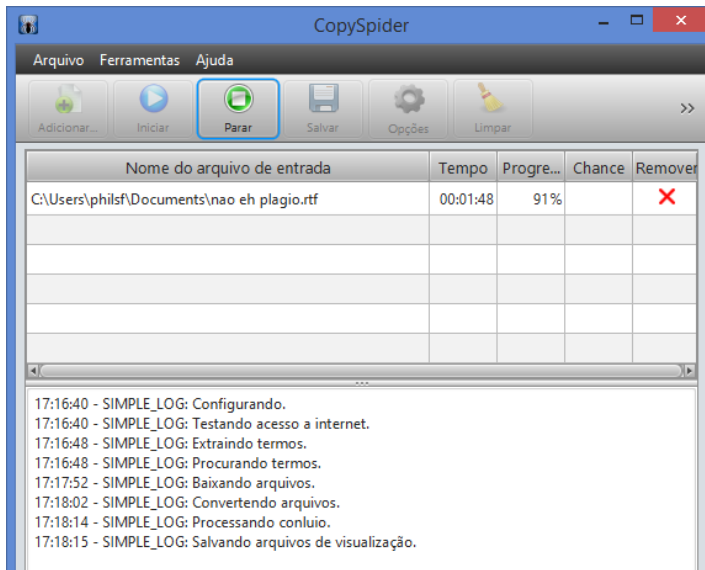 CopySpider
Arquivo Ferramentas Ajuda
Adicionar... Iniciar Parar Salvar Opções Limpar
Nome do arquivo de entrada Tempo Progre... Chance Remover
C:\Users\philsf\Documents\nao eh plagio.rtf 00:01:48 91%
17:16:40 - SIMPLE_LOG: Configurando.
17:16:40 - SIMPLE_LOG: Testando acesso a internet.
17:16:48 - SIMPLE_LOG: Extraindo termos.
17:16:48 - SIMPLE_LOG: Procurando termos.
17:17:52 - SIMPLE_LOG: Baixando arquivos.
17:18:02 - SIMPLE_LOG: Convertendo arquivos.
17:18:14 - SIMPLE_LOG: Processando conluio.
17:18:15 - SIMPLE_LOG: Salvando arquivos de visualização.